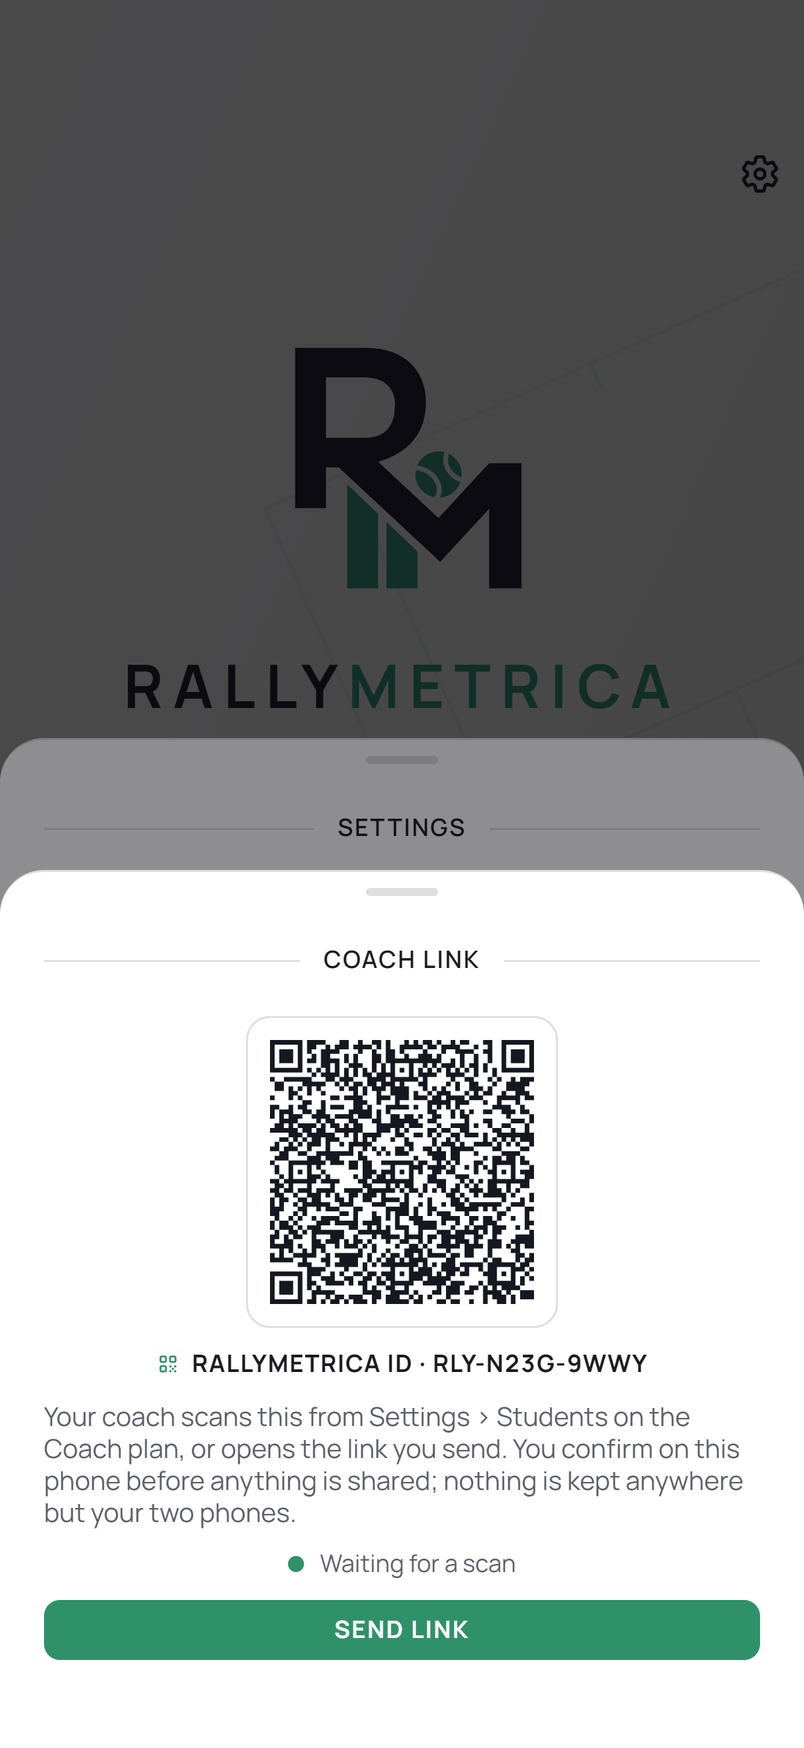 RM
RALLYMETRICA
SETTINGS
COACH LINK
RALLYMETRICA ID · RLY-N23G-9WWY
Your coach scans this from Settings > Students on the
Coach plan, or opens the link you send. You confirm on this
phone before anything is shared; nothing is kept anywhere
but your two phones.
Waiting for a scan
SEND LINK